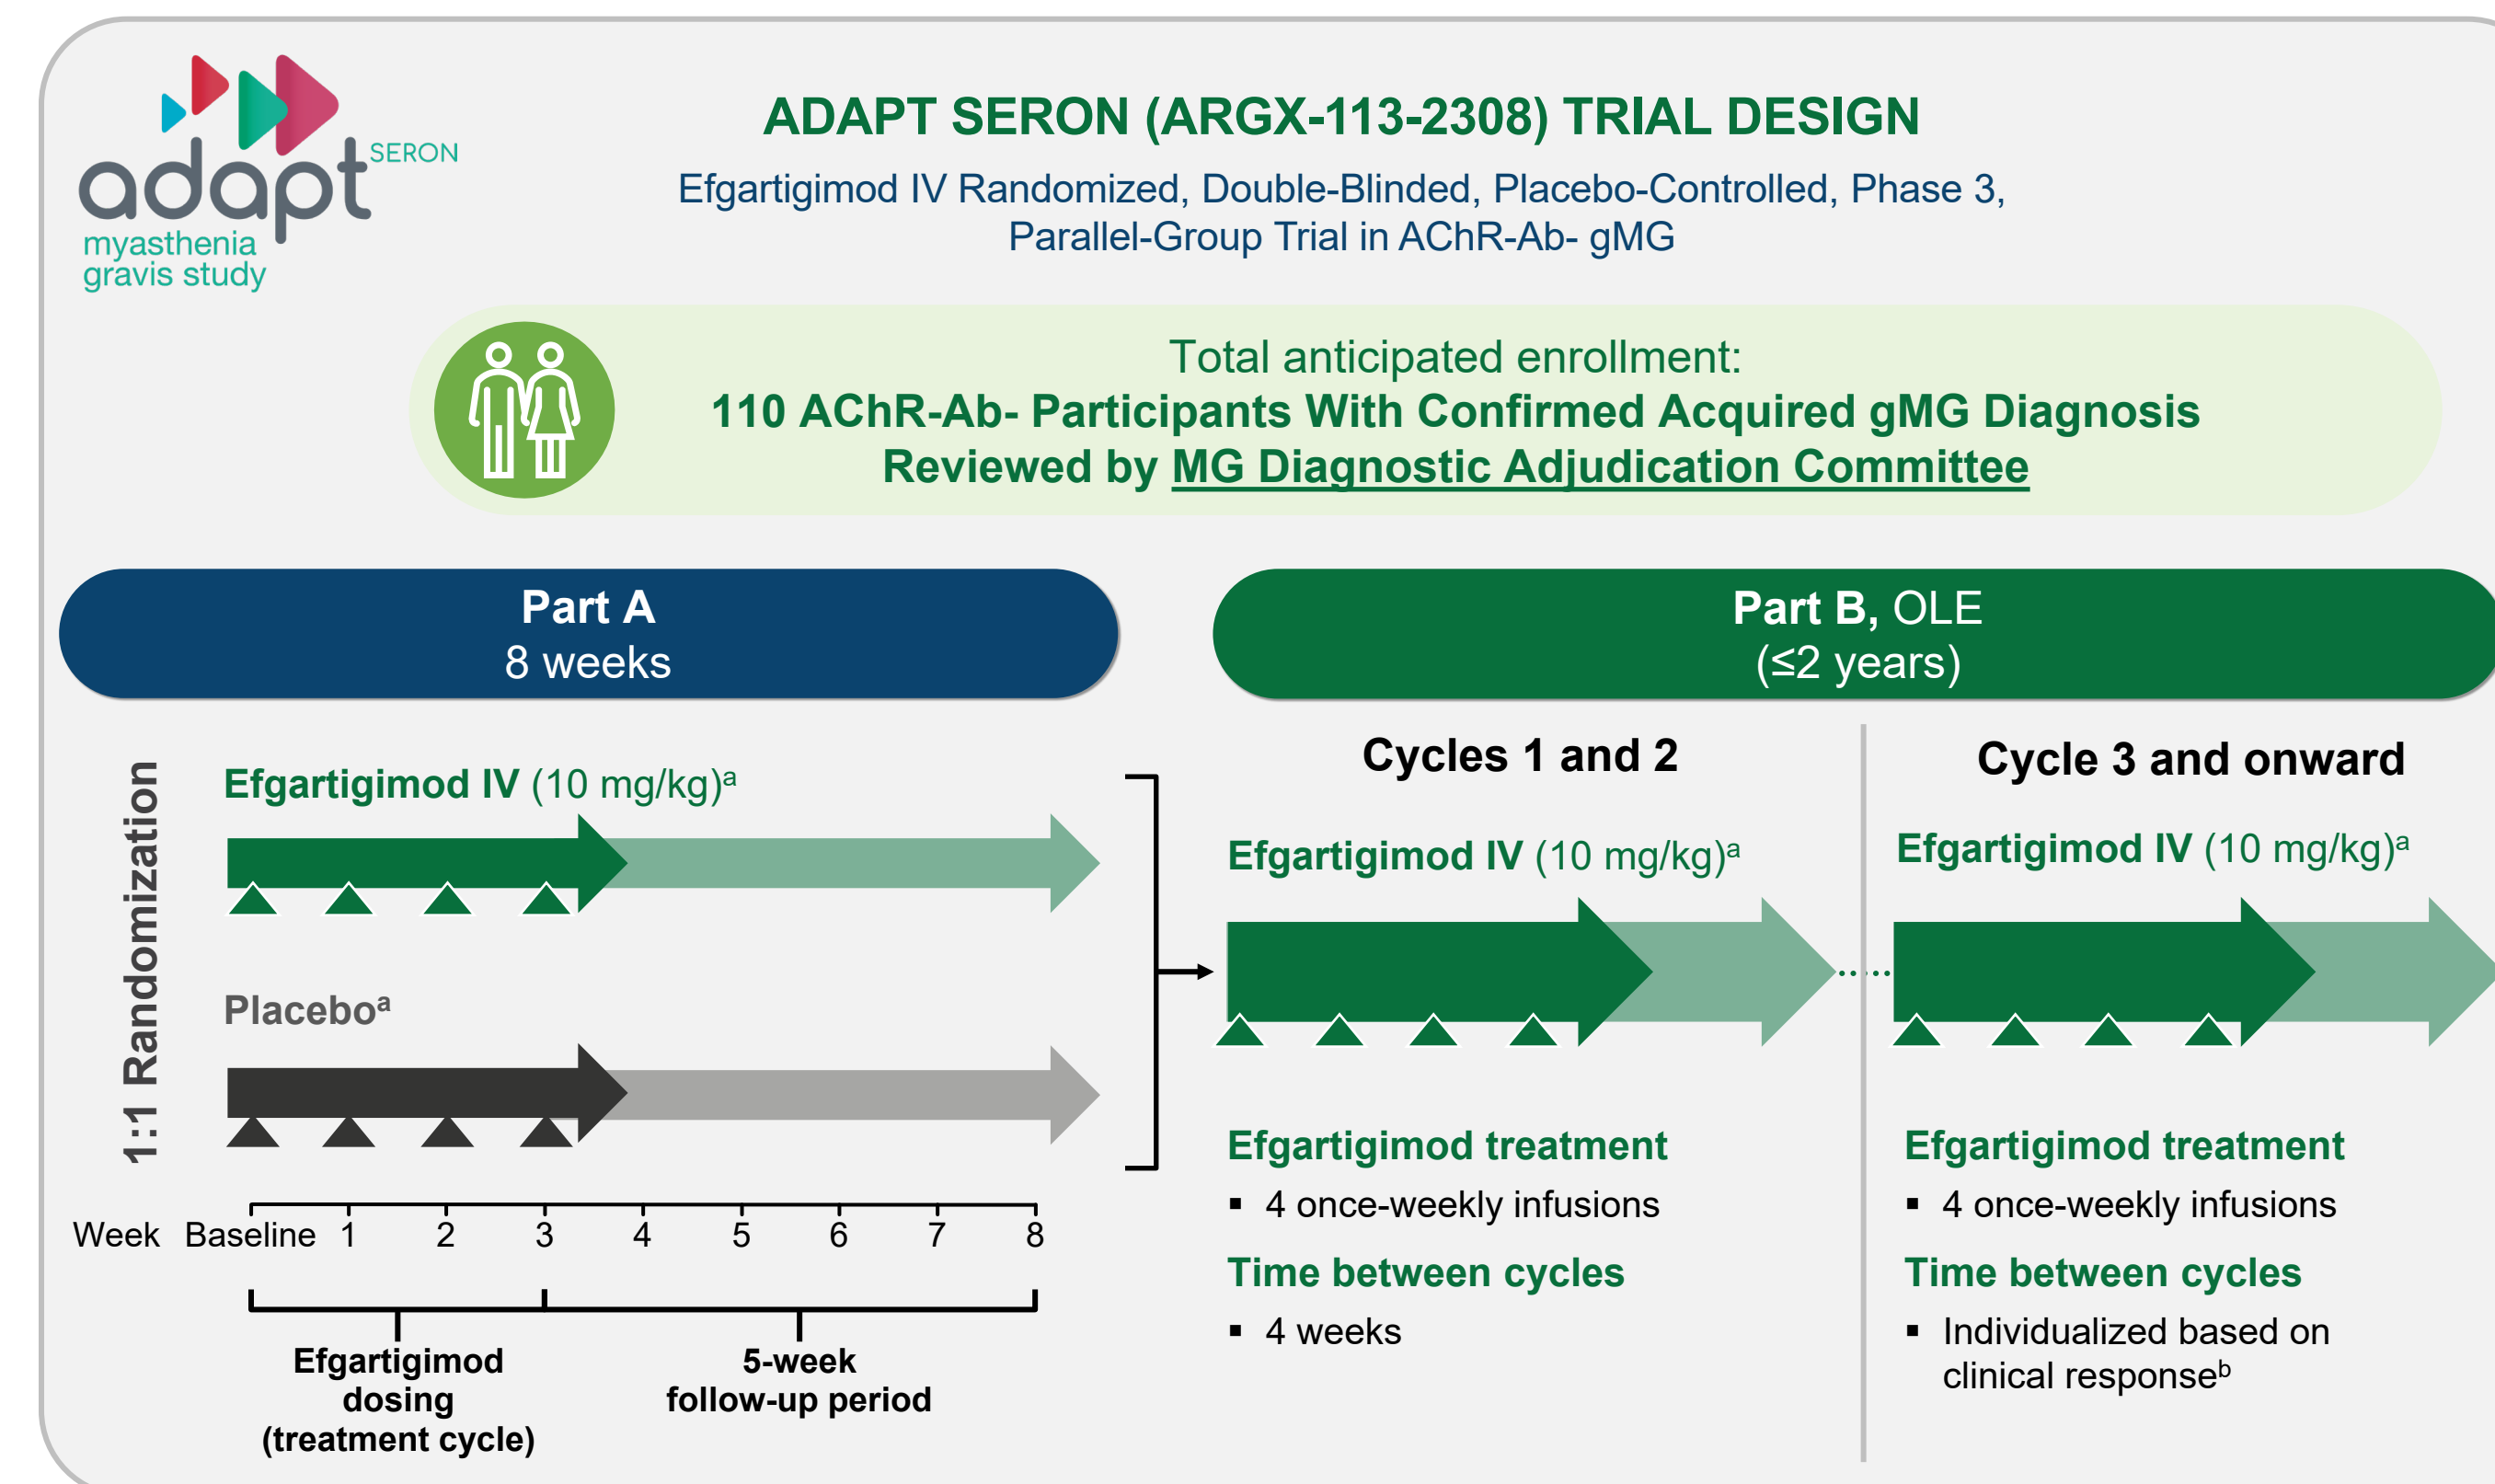 adapt SERON
myasthenia
gravis study
ADAPT SERON (ARGX-113-2308) TRIAL DESIGN
Efgartigimod IV Randomized, Double-Blinded, Placebo-Controlled, Phase 3,
Parallel-Group Trial in AChR-Ab- gMG
Total anticipated enrollment:
110 AChR-Ab- Participants With Confirmed Acquired gMG Diagnosis
Reviewed by MG Diagnostic Adjudication Committee
Part A
8 weeks
1:1 Randomization
Efgartigimod IV (10 mg/kg)ᵃ
Placeboᵃ
Week Baseline 1 2 3 4 5 6 7 8
Efgartigimod
dosing
(treatment cycle)
5-week
follow-up period
Part B, OLE
(≤2 years)
Cycles 1 and 2
Efgartigimod IV (10 mg/kg)ᵃ
Efgartigimod treatment
▪ 4 once-weekly infusions
Time between cycles
▪ 4 weeks
Cycle 3 and onward
Efgartigimod IV (10 mg/kg)ᵃ
Efgartigimod treatment
▪ 4 once-weekly infusions
Time between cycles
▪ Individualized based on
clinical responseᵇ